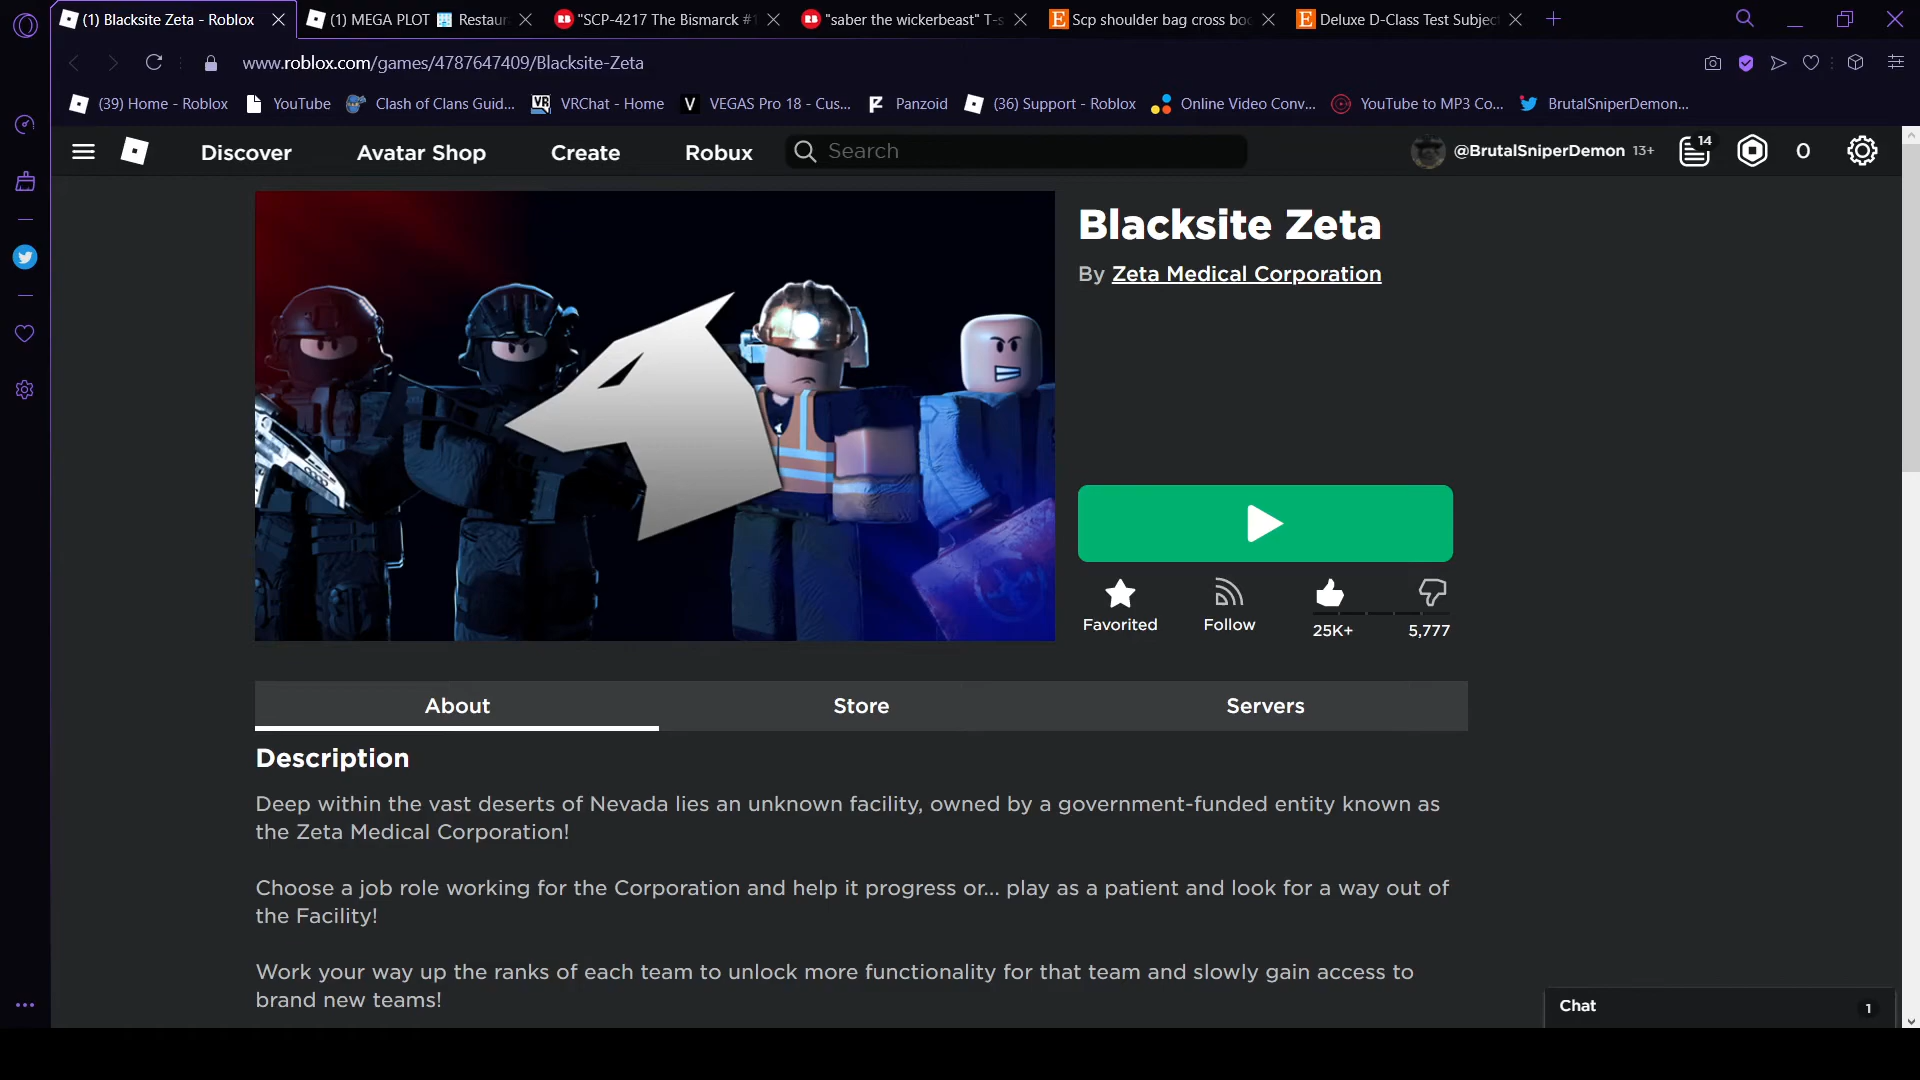 (1) Blacksite Zeta - Roblox
(1) MEGA PLOT Restaur
"SCP-4217 The Bismarck #1
"saber the wickerbeast" T-s
Scp shoulder bag cross boo
Deluxe D-Class Test Subject
www.roblox.com/games/4787647409/Blacksite-Zeta
(39) Home - Roblox
YouTube
Clash of Clans Guid...
VRChat - Home
VEGAS Pro 18 - Cus...
Panzoid
(36) Support - Roblox
Online Video Conv...
YouTube to MP3 Co...
BrutalSniperDemon...
Discover
Avatar Shop
Create
Robux
Search
@BrutalSniperDemon 13+
14
0
Blacksite Zeta
By Zeta Medical Corporation
Favorited
Follow
25K+
5,777
About
Store
Servers
Description
Deep within the vast deserts of Nevada lies an unknown facility, owned by a government-funded entity known as
the Zeta Medical Corporation!
Choose a job role working for the Corporation and help it progress or... play as a patient and look for a way out of
the Facility!
Work your way up the ranks of each team to unlock more functionality for that team and slowly gain access to
brand new teams!
Chat
1